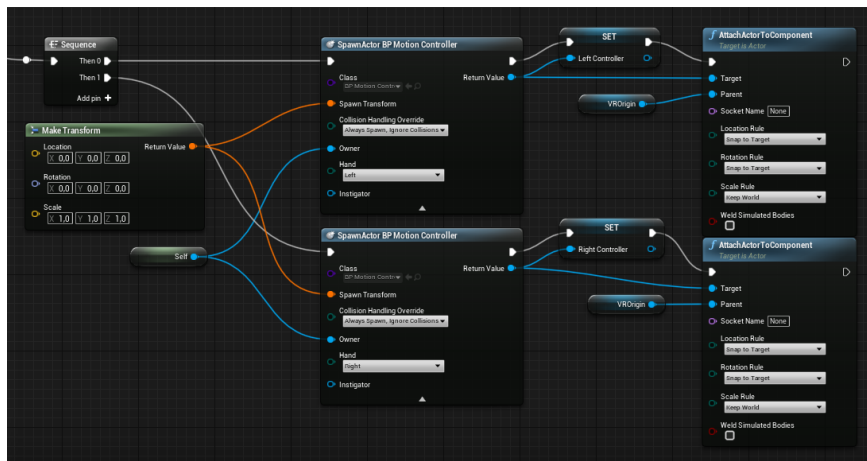 Sequence
Then 0
Then 1
Add pin +
Make Transform
Location
Return Value
X 0,0 Y 0,0 Z 0,0
Rotation
X 0,0 Y 0,0 Z 0,0
Scale
X 1,0 Y 1,0 Z 1,0
Self
SpawnActor BP Motion Controller
Class
BP Motion Contr
Return Value
Spawn Transform
Collision Handling Override
Always Spawn, Ignore Collisions
Owner
Hand
Left
Instigator
SET
Left Controller
VROrigin
f AttachActorToComponent
Target is Actor
Target
Parent
Socket Name None
Location Rule
Snap to Target
Rotation Rule
Snap to Target
Scale Rule
Keep World
Weld Simulated Bodies
SpawnActor BP Motion Controller
Class
BP Motion Contr
Return Value
Spawn Transform
Collision Handling Override
Always Spawn, Ignore Collisions
Owner
Hand
Right
Instigator
SET
Right Controller
VROrigin
f AttachActorToComponent
Target is Actor
Target
Parent
Socket Name None
Location Rule
Snap to Target
Rotation Rule
Snap to Target
Scale Rule
Keep World
Weld Simulated Bodies